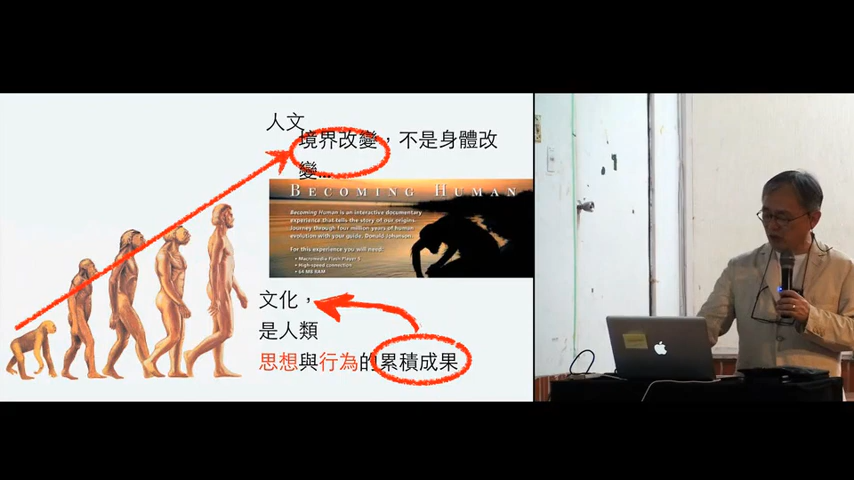 人文
境界改變，不是身體改
變...
BECOMING HUMAN
Becoming Human is an interactive documentary
experience that tells the story of our origins.
Journey through four million years of human
evolution with your guide, Donald Johanson.
For this experience you will need:
• Macromedia Flash Player 5
• High-speed connection
• 64 MB RAM
文化，
是人類
思想與行為的累積成果